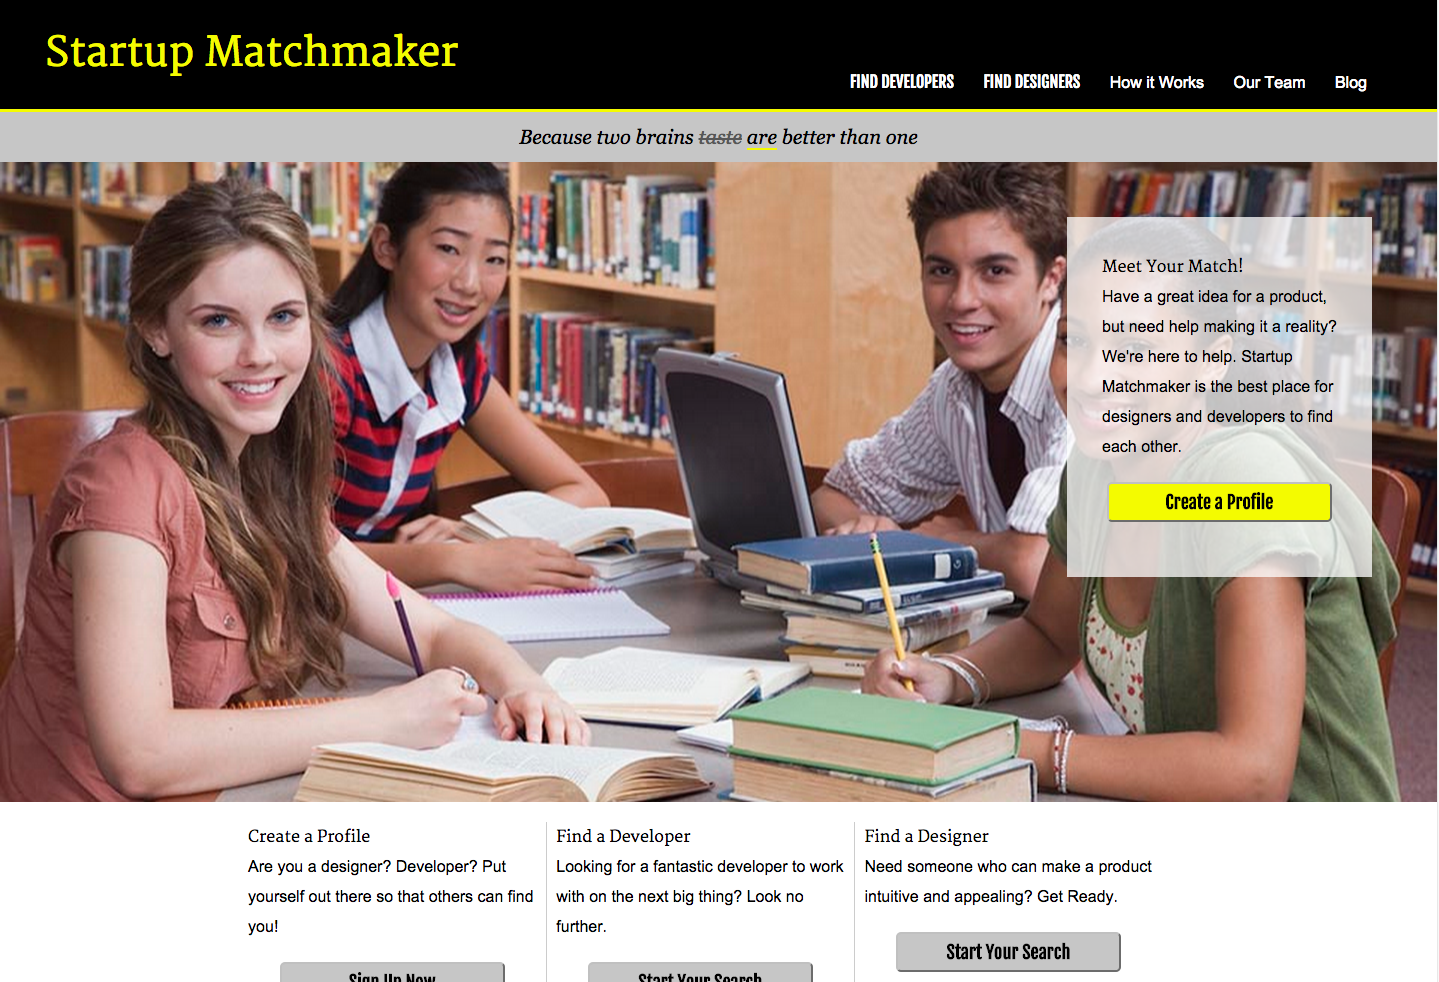 Startup Matchmaker
FIND DEVELOPERS FIND DESIGNERS How it Works Our Team Blog
Because two brains taste are better than one
Meet Your Match!
Have a great idea for a product,
but need help making it a reality?
We're here to help. Startup
Matchmaker is the best place for
designers and developers to find
each other.
Create a Profile
Create a Profile
Are you a designer? Developer? Put
yourself out there so that others can find
you!
Sign Up Now
Find a Developer
Looking for a fantastic developer to work
with on the next big thing? Look no
further.
Start Your Search
Find a Designer
Need someone who can make a product
intuitive and appealing? Get Ready.
Start Your Search